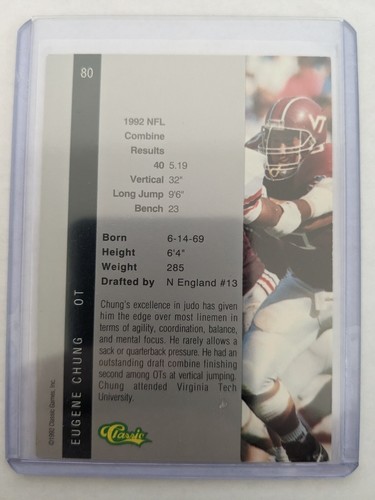 80
1992 NFL
Combine
Results
40 5.19
Vertical 32"
Long Jump 9'6"
Bench 23
Born 6-14-69
Height 6'4"
Weight 285
Drafted by N England #13
Chung's excellence in judo has given
him the edge over most linemen in
terms of agility, coordination, balance,
and mental focus. He rarely allows a
sack or quarterback pressure. He had an
outstanding draft combine finishing
second among OTs at vertical jumping.
Chung attended Virginia Tech
University.
EUGENE CHUNG OT
©1992 Classic Games, Inc.
Classic